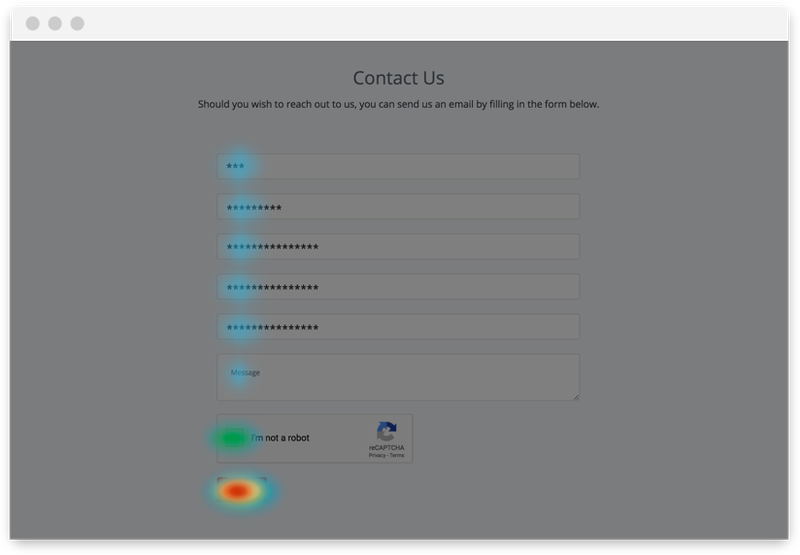 Contact Us
Should you wish to reach out to us, you can send us an email by filling in the form below.
***
*********
***************
***************
***************
Message
I'm not a robot
reCAPTCHA
Privacy - Terms